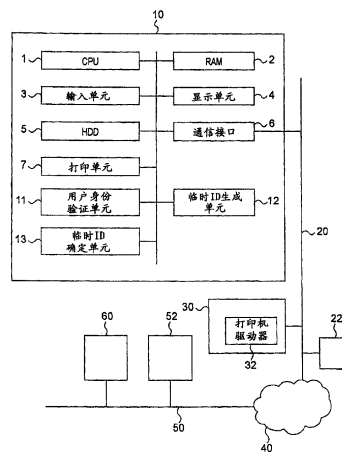 10
1 CPU RAM 2
3 输入单元 显示单元 4
5 HDD 通信接口 6
7 打印单元
11 用户身份验证单元 临时ID生成单元 12
13 临时ID确定单元
20
30 打印机驱动器 32
22
60 52
50
40